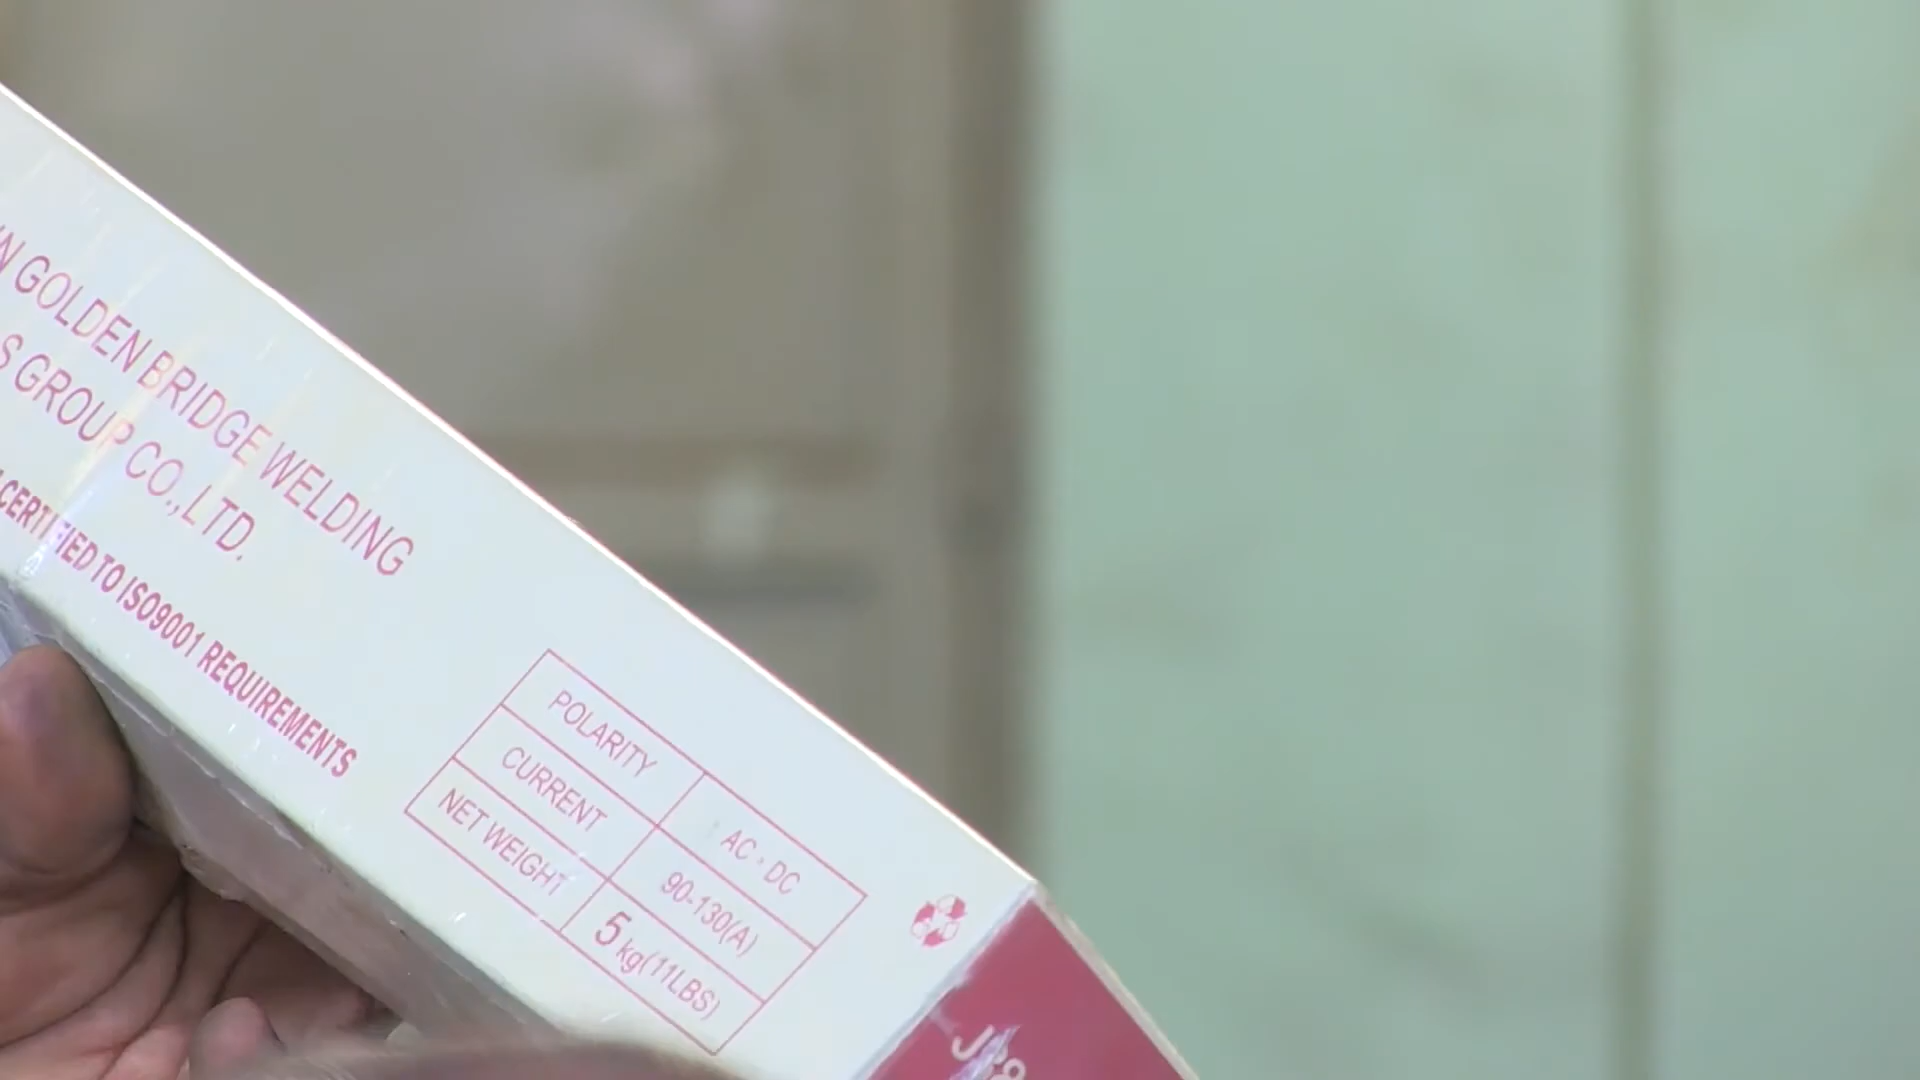 GOLDEN BRIDGE WELDING
GROUP CO.,LTD.
CERTIFIED TO ISO9001 REQUIREMENTS
POLARITY AC · DC
CURRENT 90-130(A)
NET WEIGHT 5 kg(11LBS)